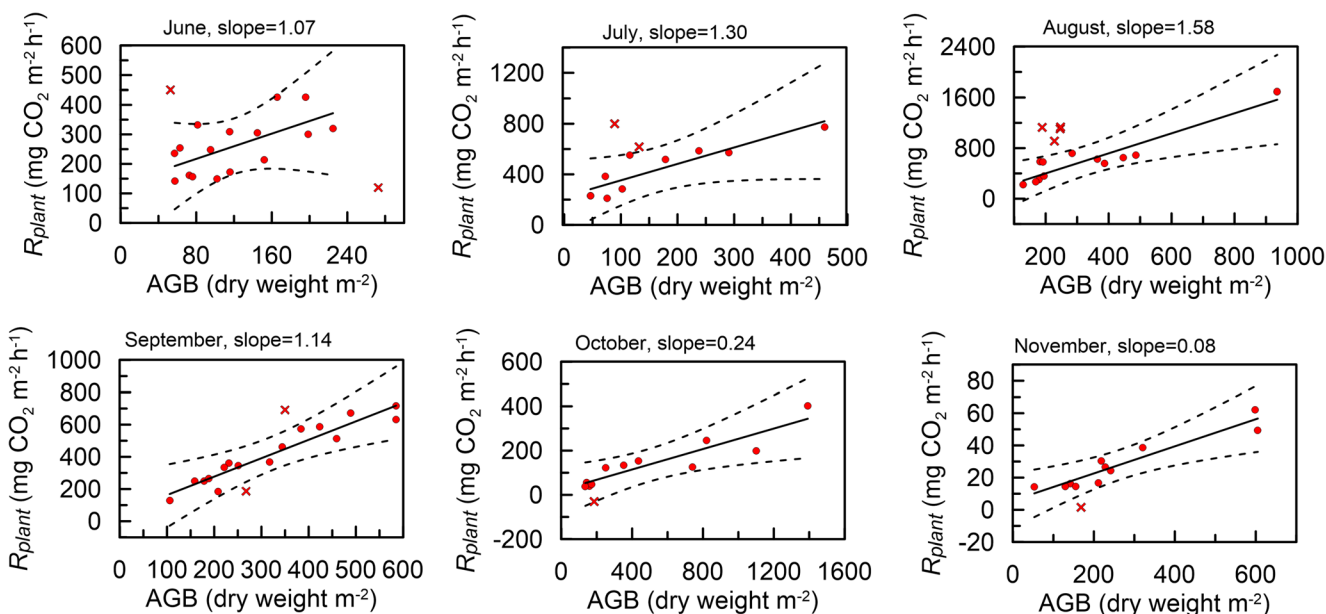 June, slope=1.07
R_plant (mg CO₂ m⁻² h⁻¹)
600
500
400
300
200
100
0
0 80 160 240
AGB (dry weight m⁻²)
July, slope=1.30
R_plant (mg CO₂ m⁻² h⁻¹)
1200
800
400
0
0 100 200 300 400 500
AGB (dry weight m⁻²)
August, slope=1.58
R_plant (mg CO₂ m⁻² h⁻¹)
2400
1600
800
0
200 400 600 800 1000
AGB (dry weight m⁻²)
September, slope=1.14
R_plant (mg CO₂ m⁻² h⁻¹)
1000
800
600
400
200
0
0 100 200 300 400 500 600
AGB (dry weight m⁻²)
October, slope=0.24
R_plant (mg CO₂ m⁻² h⁻¹)
600
400
200
0
-200
0 400 800 1200 1600
AGB (dry weight m⁻²)
November, slope=0.08
R_plant (mg CO₂ m⁻² h⁻¹)
80
60
40
20
0
-20
0 200 400 600
AGB (dry weight m⁻²)